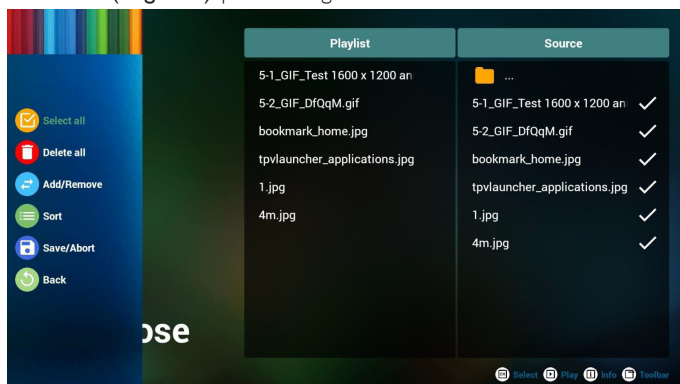 Playlist
Source
5-1_GIF_Test 1600 x 1200 an
5-2_GIF_DfQqM.gif
bookmark_home.jpg
tpvlauncher_applications.jpg
1.jpg
4m.jpg
...
5-1_GIF_Test 1600 x 1200 an
5-2_GIF_DfQqM.gif
bookmark_home.jpg
tpvlauncher_applications.jpg
1.jpg
4m.jpg
Select all
Delete all
Add/Remove
Sort
Save/Abort
Back
ose
Select Play Info Toolbar